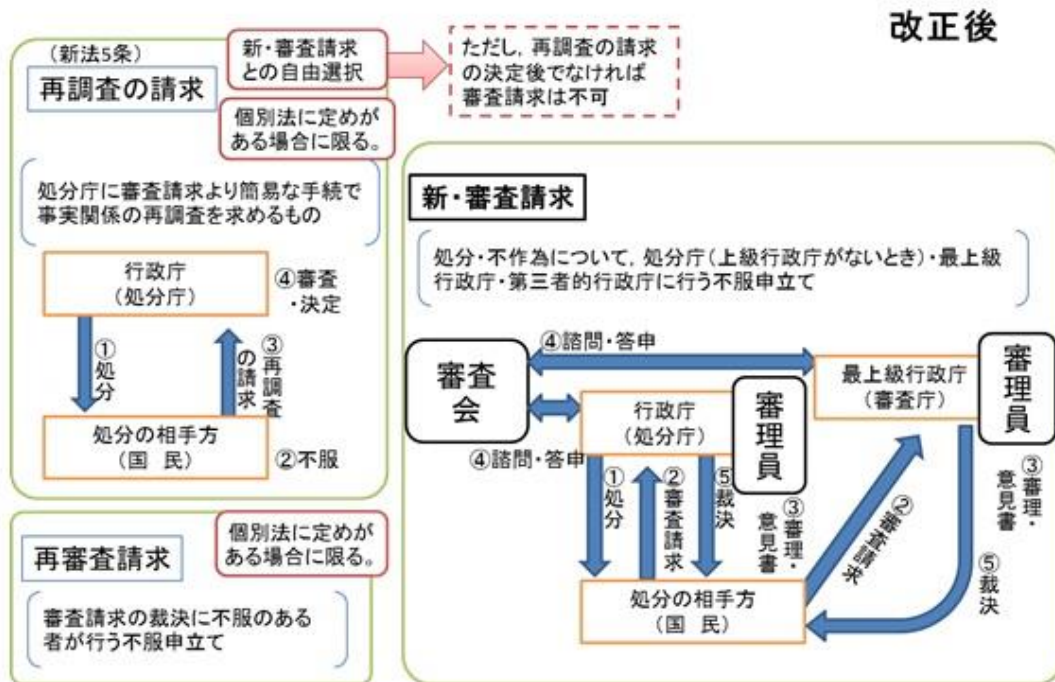 改正後
（新法5条）
再調査の請求
新・審査請求
との自由選択
ただし，再調査の請求
の決定後でなければ
審査請求は不可
個別法に定めが
ある場合に限る。
処分庁に審査請求より簡易な手続で
事実関係の再調査を求めるもの
行政庁
（処分庁）
④審査
・決定
①処分
③再調査
の請求
処分の相手方
（国　民）
②不服
再審査請求
個別法に定めが
ある場合に限る。
審査請求の裁決に不服のある
者が行う不服申立て
新・審査請求
処分・不作為について，処分庁（上級行政庁がないとき）・最上級
行政庁・第三者的行政庁に行う不服申立て
④諮問・答申
審査
会
行政庁
（処分庁）
審理員
最上級行政庁
（審査庁）
審理員
④諮問・答申
①処分
②審査請求
⑤裁決
③審理・
意見書
②審査請求
③審理・
意見書
⑤裁決
処分の相手方
（国　民）